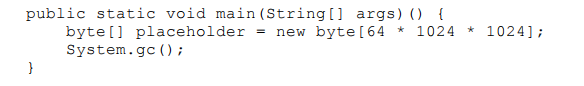 public static void main(String[] args)() {
    byte[] placeholder = new byte[64 * 1024 * 1024];
    System.gc();
}